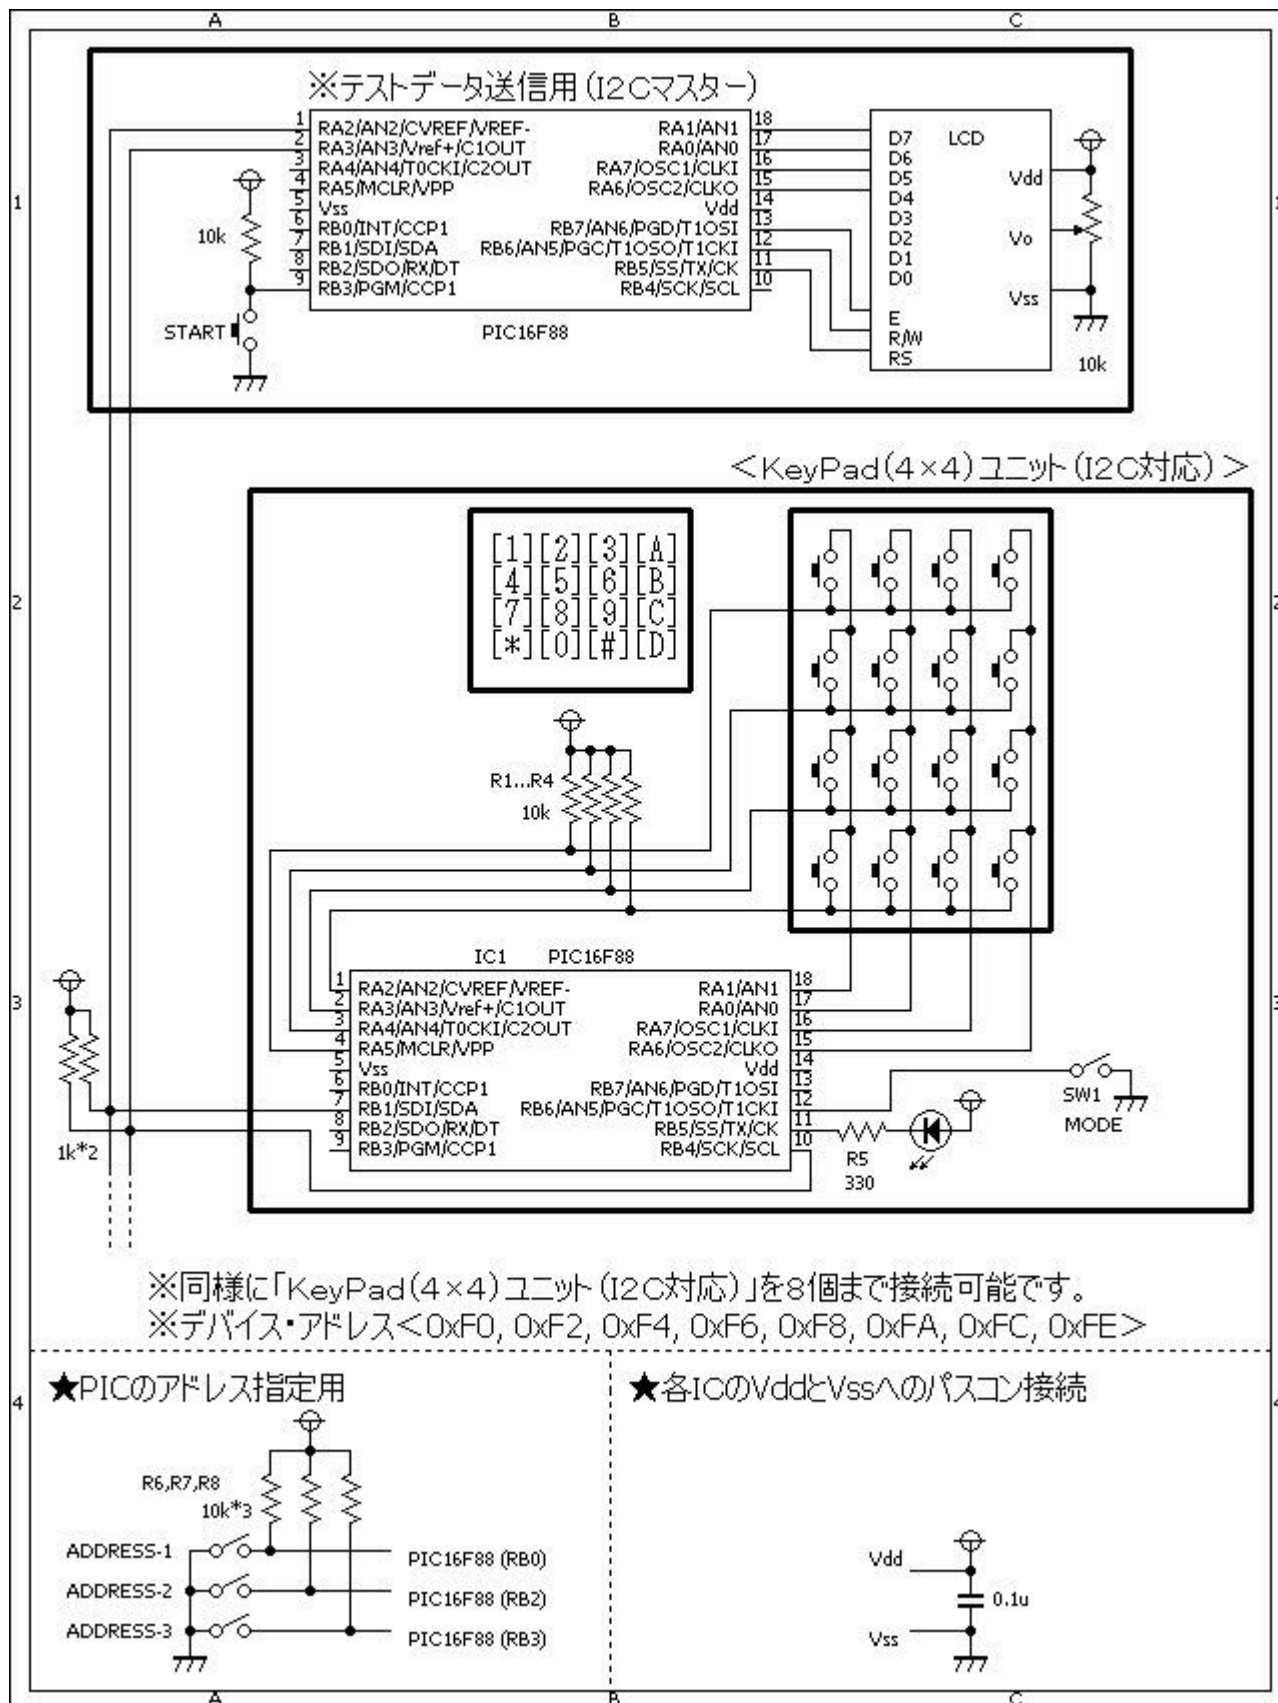 A B C
※テストデータ送信用(I2Cマスター)
1 RA2/AN2/CVREF/VREF- RA1/AN1 18
2 RA3/AN3/Vref+/C1OUT RA0/AN0 17
3 RA4/AN4/T0CKI/C2OUT RA7/OSC1/CLKI 16
4 RA5/MCLR/VPP RA6/OSC2/CLKO 15
5 Vss Vdd 14
6 RB0/INT/CCP1 RB7/AN6/PGD/T1OSI 13
7 RB1/SDI/SDA RB6/AN5/PGC/T1OSO/T1CKI 12
8 RB2/SDO/RX/DT RB5/SS/TX/CK 11
9 RB3/PGM/CCP1 RB4/SCK/SCL 10
PIC16F88
10k
START
LCD
D7
D6
D5
D4
D3
D2
D1
D0
E
R/W
RS
Vdd
Vo
Vss
10k
1 1
<KeyPad(4×4)ユニット(I2C対応)>
[1][2][3][A]
[4][5][6][B]
[7][8][9][C]
[*][0][#][D]
2 2
R1...R4
10k
IC1 PIC16F88
1 RA2/AN2/CVREF/VREF- RA1/AN1 18
2 RA3/AN3/Vref+/C1OUT RA0/AN0 17
3 RA4/AN4/T0CKI/C2OUT RA7/OSC1/CLKI 16
4 RA5/MCLR/VPP RA6/OSC2/CLKO 15
5 Vss Vdd 14
6 RB0/INT/CCP1 RB7/AN6/PGD/T1OSI 13
7 RB1/SDI/SDA RB6/AN5/PGC/T1OSO/T1CKI 12
8 RB2/SDO/RX/DT RB5/SS/TX/CK 11
9 RB3/PGM/CCP1 RB4/SCK/SCL 10
3 3
1k*2
SW1
MODE
R5
330
※同様に「KeyPad(4×4)ユニット(I2C対応)」を8個まで接続可能です。
※デバイス・アドレス<0xF0, 0xF2, 0xF4, 0xF6, 0xF8, 0xFA, 0xFC, 0xFE>
4 4
★PICのアドレス指定用
R6,R7,R8
10k*3
ADDRESS-1 PIC16F88 (RB0)
ADDRESS-2 PIC16F88 (RB2)
ADDRESS-3 PIC16F88 (RB3)
★各ICのVddとVssへのパスコン接続
Vdd
0.1u
Vss
A B C